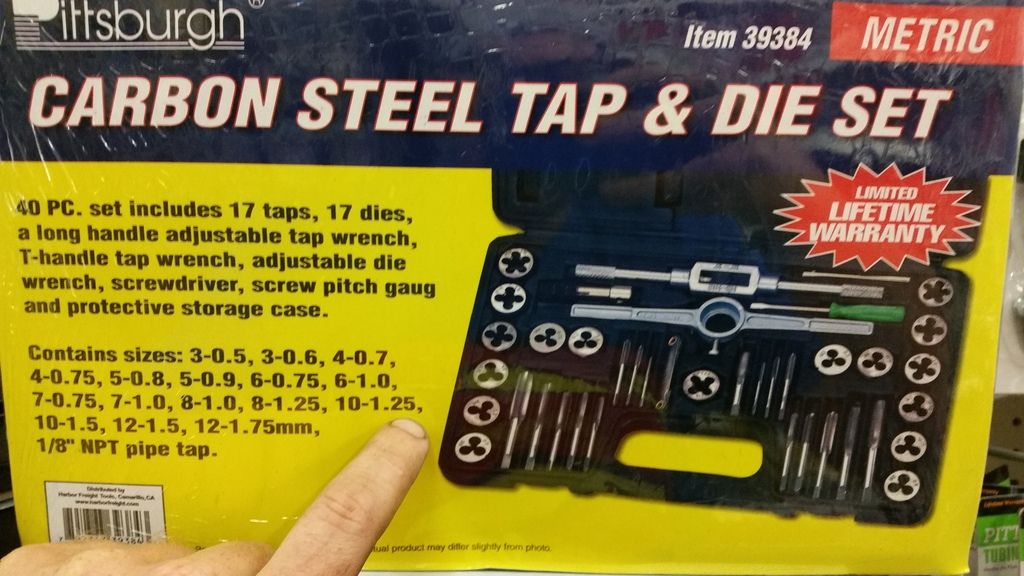 Pittsburgh®
Item 39384
METRIC
CARBON STEEL TAP & DIE SET
40 PC. set includes 17 taps, 17 dies,
a long handle adjustable tap wrench,
T-handle tap wrench, adjustable die
wrench, screwdriver, screw pitch gaug
and protective storage case.
LIMITED
LIFETIME
WARRANTY
Contains sizes: 3-0.5, 3-0.6, 4-0.7,
4-0.75, 5-0.8, 5-0.9, 6-0.75, 6-1.0,
7-0.75, 7-1.0, 8-1.0, 8-1.25, 10-1.25,
10-1.5, 12-1.5, 12-1.75mm,
1/8" NPT pipe tap.
Distributed by
Harbor Freight Tools, Camarillo, CA
www.harborfreight.com
ual product may differ slightly from photo.
PIT
TUBIN